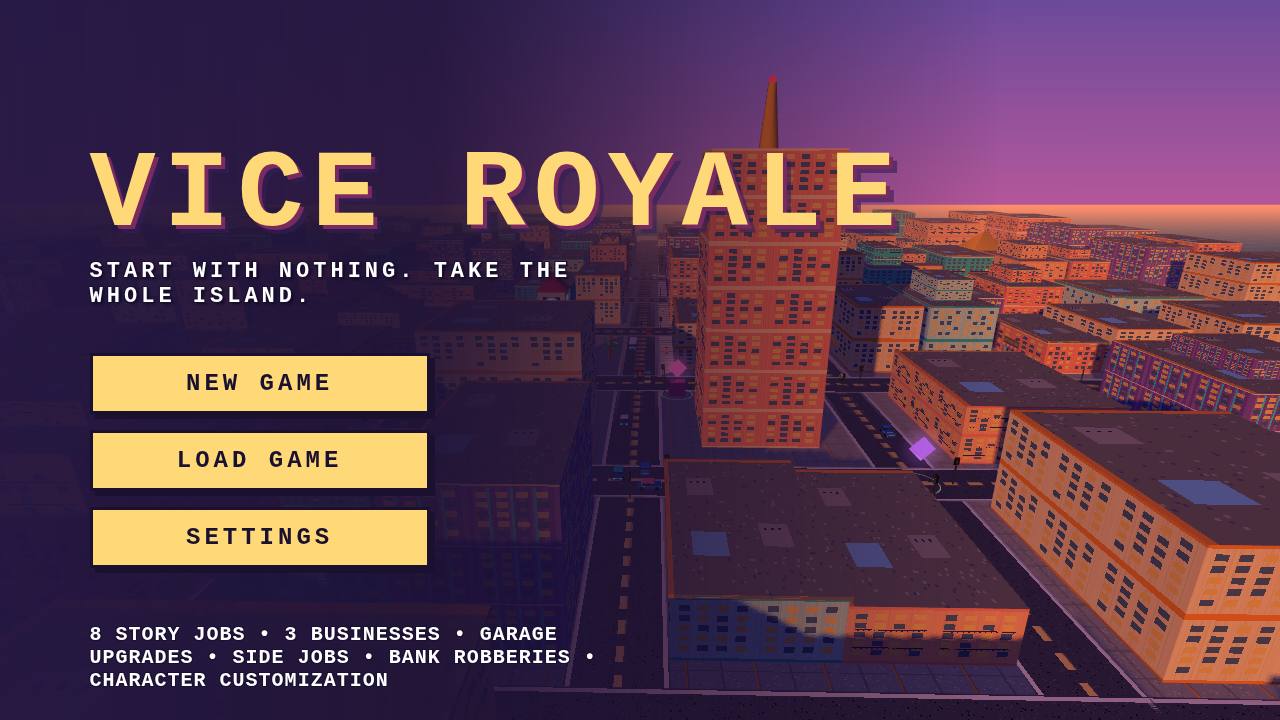 VICE ROYALE
START WITH NOTHING. TAKE THE
WHOLE ISLAND.
NEW GAME
LOAD GAME
SETTINGS
8 STORY JOBS • 3 BUSINESSES • GARAGE
UPGRADES • SIDE JOBS • BANK ROBBERIES •
CHARACTER CUSTOMIZATION